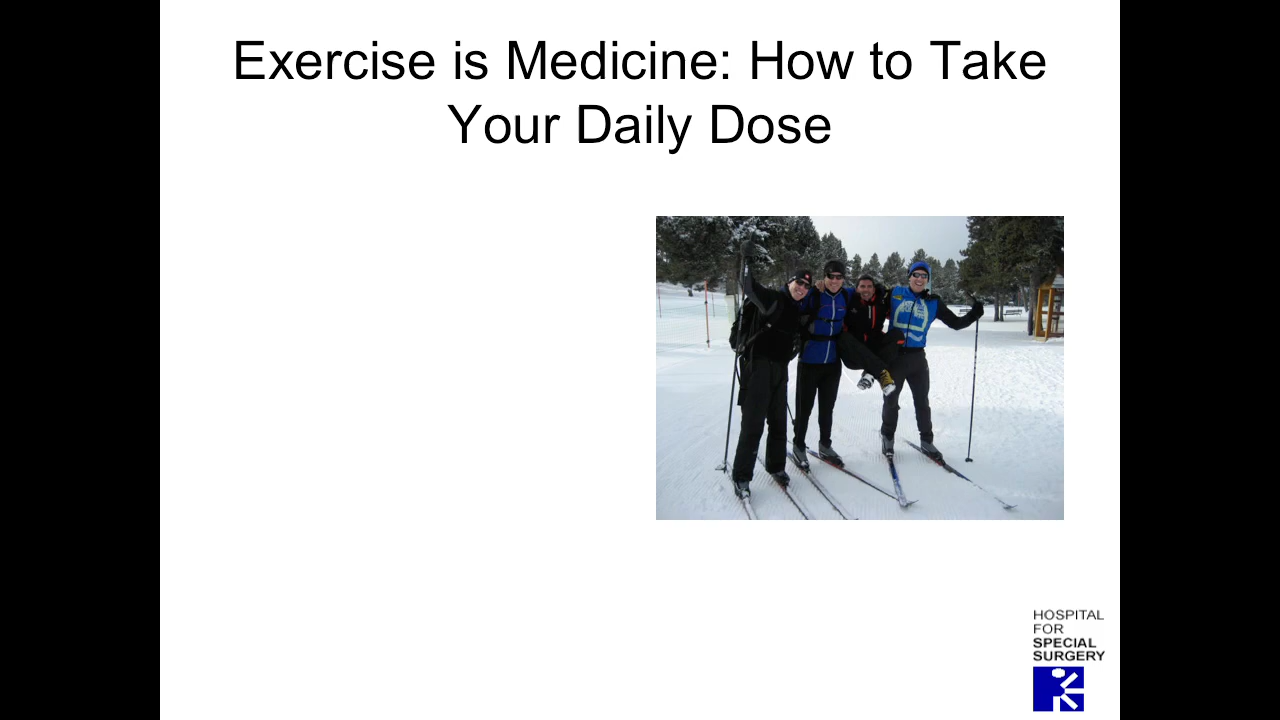 Exercise is Medicine: How to Take
Your Daily Dose
HOSPITAL
FOR
SPECIAL
SURGERY